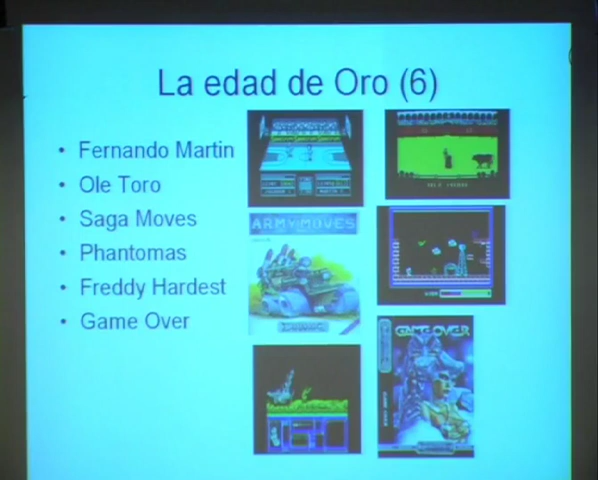 La edad de Oro (6)
• Fernando Martin
• Ole Toro
• Saga Moves
• Phantomas
• Freddy Hardest
• Game Over
ARMY MOVES
GAME OVER